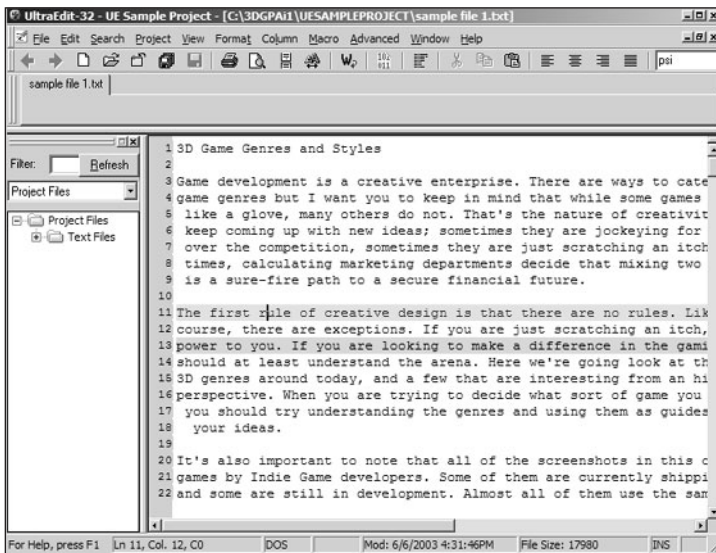 UltraEdit-32 - UE Sample Project - [C:\3DGPAi1\UESAMPLEPROJECT\sample file 1.txt]
File Edit Search Project View Format Column Macro Advanced Window Help
psi
sample file 1.txt
Filter: Refresh
Project Files
Project Files
Text Files
1 3D Game Genres and Styles
2
3 Game development is a creative enterprise. There are ways to cate
4 game genres but I want you to keep in mind that while some games
5 like a glove, many others do not. That's the nature of creativit
6 keep coming up with new ideas; sometimes they are jockeying for
7 over the competition, sometimes they are just scratching an itch
8 times, calculating marketing departments decide that mixing two
9 is a sure-fire path to a secure financial future.
10
11 The first rule of creative design is that there are no rules. Lik
12 course, there are exceptions. If you are just scratching an itch,
13 power to you. If you are looking to make a difference in the gami
14 should at least understand the arena. Here we're going look at th
15 3D genres around today, and a few that are interesting from an hi
16 perspective. When you are trying to decide what sort of game you
17 you should try understanding the genres and using them as guides
18 your ideas.
19
20 It's also important to note that all of the screenshots in this c
21 games by Indie Game developers. Some of them are currently shippi
22 and some are still in development. Almost all of them use the sam
For Help, press F1 Ln 11, Col. 12, C0 DOS Mod: 6/6/2003 4:31:46PM File Size: 17980 INS